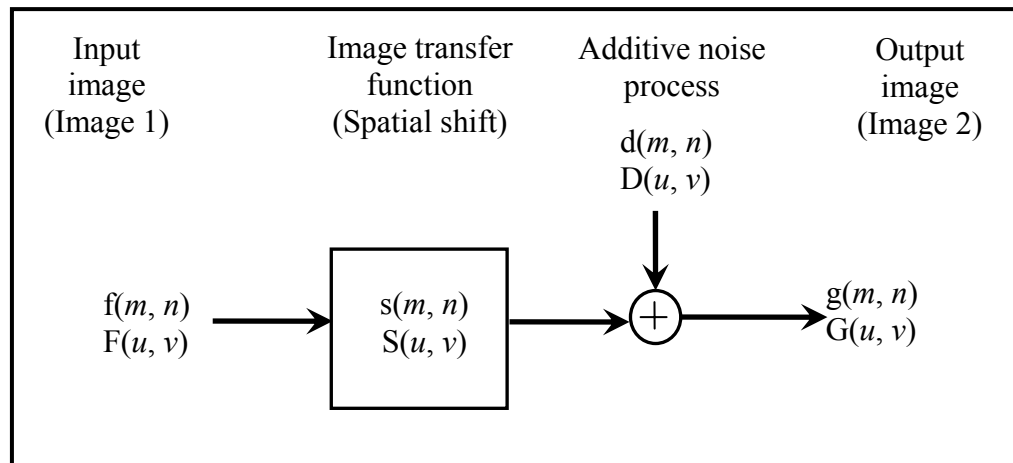 Input
image
(Image 1)
Image transfer
function
(Spatial shift)
Additive noise
process
d(m, n)
D(u, v)
Output
image
(Image 2)
f(m, n)
F(u, v)
s(m, n)
S(u, v)
+
g(m, n)
G(u, v)